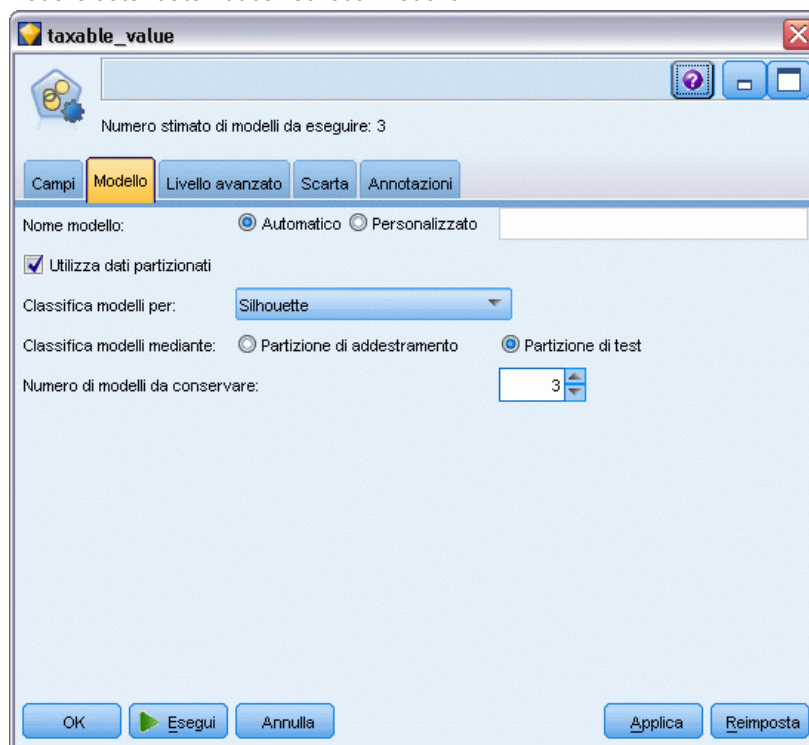 taxable_value
Numero stimato di modelli da eseguire: 3
Campi Modello Livello avanzato Scarta Annotazioni
Nome modello: Automatico Personalizzato
Utilizza dati partizionati
Classifica modelli per: Silhouette
Classifica modelli mediante: Partizione di addestramento Partizione di test
Numero di modelli da conservare: 3
OK Esegui Annulla Applica Reimposta